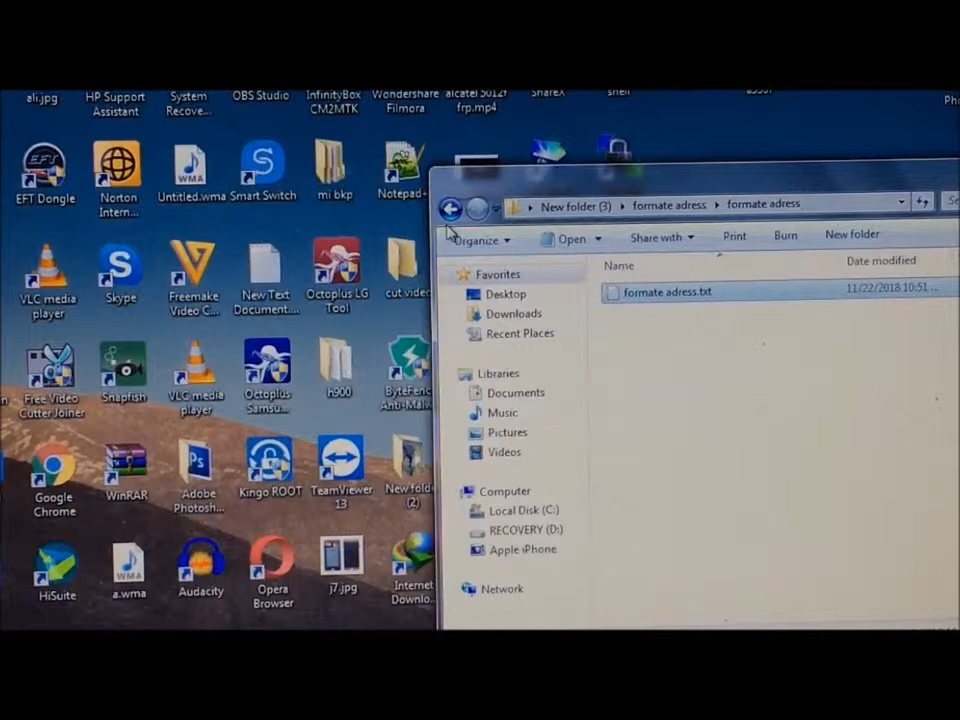 ali.jpg
HP Support
Assistant
System
Recove...
OBS Studio
InfinityBox
CM2MTK
Wondershare
Filmora
alcatel 5012f
frp.mp4
ShareX
shell
Pho
EFT Dongle
Norton
Intern...
Untitled.wma
Smart Switch
mi bkp
Notepad+
New folder (3)
formate adress
formate adress
Organize
Open
Share with
Print
Burn
New folder
Favorites
Desktop
Downloads
Recent Places
Libraries
Documents
Music
Pictures
Videos
Computer
Local Disk (C:)
RECOVERY (D:)
Apple iPhone
Network
Name
Date modified
formate adress.txt
11/22/2018 10:51 ...
VLC media
player
Skype
Freemake
Video C...
New Text
Document....
Octoplus LG
Tool
cut video
Free Video
Cutter Joiner
Snapfish
VLC media
player
Octoplus
Samsu...
h900
ByteFenc
Anti-Malw
Google
Chrome
WinRAR
Adobe
Photosh...
Kingo ROOT
TeamViewer
13
New folde
(2)
HiSuite
WMA
a.wma
Audacity
Opera
Browser
j7.jpg
Internet
Downlo...